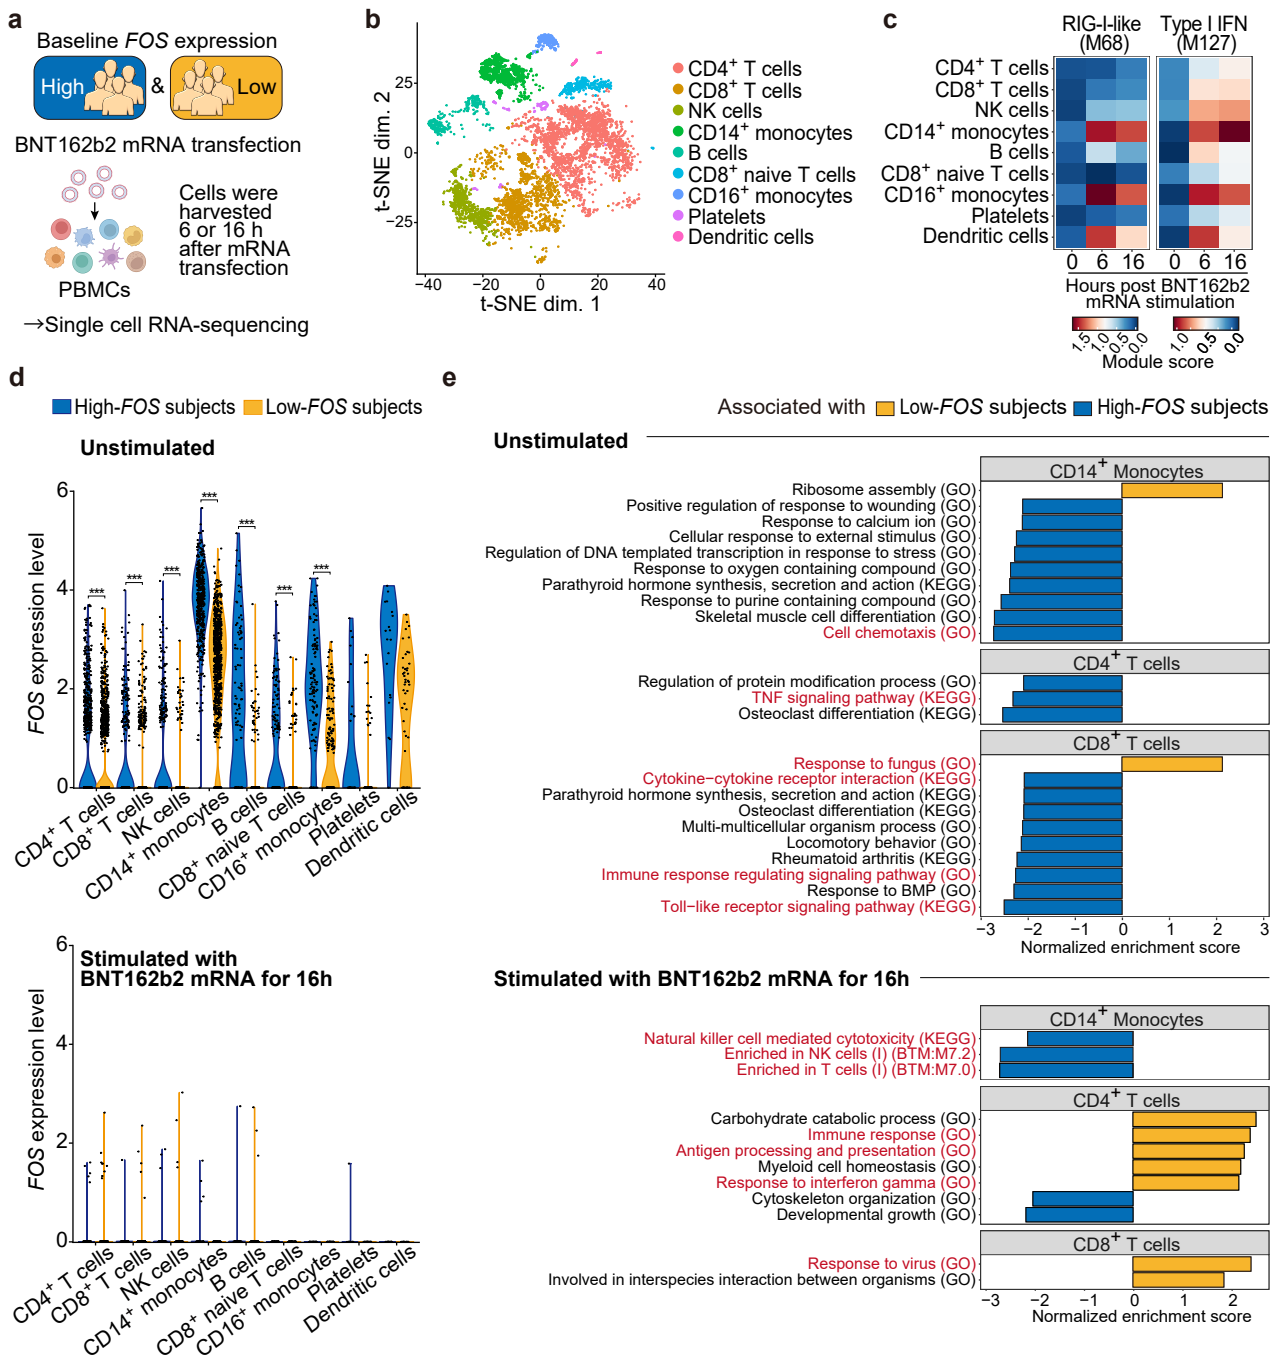 a
Baseline FOS expression
High
&
Low
BNT162b2 mRNA transfection
Cells were
harvested
6 or 16 h
after mRNA
transfection
PBMCs
→Single cell RNA-sequencing
b
t-SNE dim. 2
25
0
−25
−40
−20
0
20
40
t-SNE dim. 1
CD4+ T cells
CD8+ T cells
NK cells
CD14+ monocytes
B cells
CD8+ naive T cells
CD16+ monocytes
Platelets
Dendritic cells
c
RIG-I-like
(M68)
Type I IFN
(M127)
CD4+ T cells
CD8+ T cells
NK cells
CD14+ monocytes
B cells
CD8+ naive T cells
CD16+ monocytes
Platelets
Dendritic cells
0 6 16
0 6 16
Hours post BNT162b2
mRNA stimulation
1.5 1.0 0.5 0.0
1.0 0.5 0.0
Module score
d
High-FOS subjects
Low-FOS subjects
Unstimulated
FOS expression level
6
4
2
0
***
***
***
***
***
***
***
CD4+ T cells
CD8+ T cells
NK cells
CD14+ monocytes
B cells
CD8+ naive T cells
CD16+ monocytes
Platelets
Dendritic cells
Stimulated with
BNT162b2 mRNA for 16h
FOS expression level
6
4
2
0
CD4+ T cells
CD8+ T cells
NK cells
CD14+ monocytes
B cells
CD8+ naive T cells
CD16+ monocytes
Platelets
Dendritic cells
e
Associated with
Low-FOS subjects
High-FOS subjects
Unstimulated
CD14+ Monocytes
Ribosome assembly (GO)
Positive regulation of response to wounding (GO)
Response to calcium ion (GO)
Cellular response to external stimulus (GO)
Regulation of DNA templated transcription in response to stress (GO)
Response to oxygen containing compound (GO)
Parathyroid hormone synthesis, secretion and action (KEGG)
Response to purine containing compound (GO)
Skeletal muscle cell differentiation (GO)
Cell chemotaxis (GO)
CD4+ T cells
Regulation of protein modification process (GO)
TNF signaling pathway (KEGG)
Osteoclast differentiation (KEGG)
CD8+ T cells
Response to fungus (GO)
Cytokine−cytokine receptor interaction (KEGG)
Parathyroid hormone synthesis, secretion and action (KEGG)
Osteoclast differentiation (KEGG)
Multi-multicellular organism process (GO)
Locomotory behavior (GO)
Rheumatoid arthritis (KEGG)
Immune response regulating signaling pathway (GO)
Response to BMP (GO)
Toll−like receptor signaling pathway (KEGG)
−3 −2 −1 0 1 2 3
Normalized enrichment score
Stimulated with BNT162b2 mRNA for 16h
CD14+ Monocytes
Natural killer cell mediated cytotoxicity (KEGG)
Enriched in NK cells (I) (BTM:M7.2)
Enriched in T cells (I) (BTM:M7.0)
CD4+ T cells
Carbohydrate catabolic process (GO)
Immune response (GO)
Antigen processing and presentation (GO)
Myeloid cell homeostasis (GO)
Response to interferon gamma (GO)
Cytoskeleton organization (GO)
Developmental growth (GO)
CD8+ T cells
Response to virus (GO)
Involved in interspecies interaction between organisms (GO)
−3 −2 −1 0 1 2
Normalized enrichment score